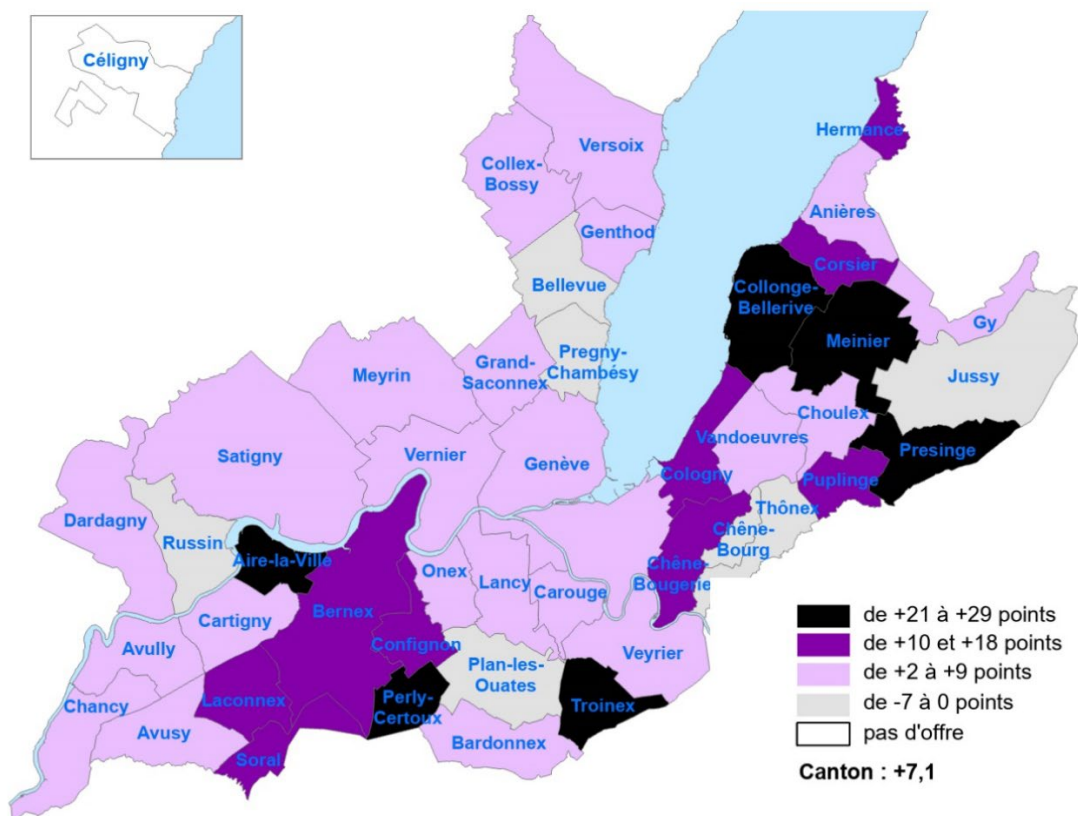 Céligny
Hermance
Versoix
Collex-
Bossy
Anières
Genthod
Corsier
Bellevue
Collonge-
Bellerive
Gy
Meinier
Pregny-
Chambésy
Grand-
Saconnex
Meyrin
Jussy
Choulex
Vandoeuvres
Presinge
Satigny
Vernier
Genève
Cologny
Puplinge
Thônex
Dardagny
Chêne-
Bourg
Russin
Aire-la-Ville
Onex
Lancy
Chêne-
Bougerie
Carouge
Bernex
Cartigny
Confignon
Avully
Veyrier
Plan-les-
Ouates
Laconnex
Perly-
Certoux
Troinex
Chancy
Avusy
Bardonnex
Soral
de +21 à +29 points
de +10 et +18 points
de +2 à +9 points
de -7 à 0 points
pas d'offre
Canton : +7,1